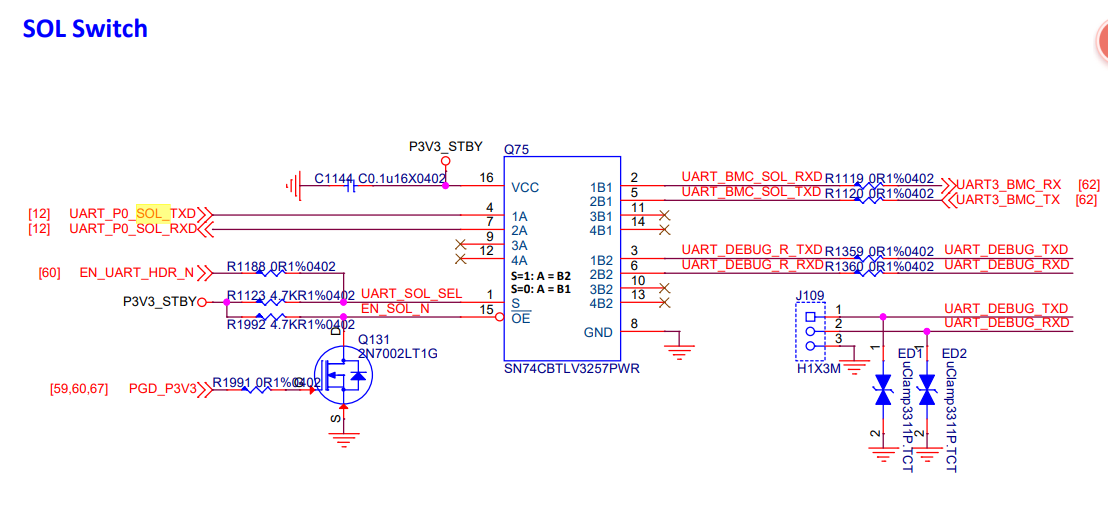 SOL Switch
P3V3_STBY
Q75
C1144 C0.1u16X0402
16
VCC
[12] UART_P0_SOL_TXD
4
1A
[12] UART_P0_SOL_RXD
7
2A
9
3A
12
4A
[60] EN_UART_HDR_N
R1188 0R1%0402
S=1: A = B2
S=0: A = B1
P3V3_STBY
R1123 4.7KR1%0402
UART_SOL_SEL
1
S
R1992 4.7KR1%0402
EN_SOL_N
15
OE
D
Q131
2N7002LT1G
[59,60,67] PGD_P3V3
R1991 0R1%0402
G
S
1B1
2
UART_BMC_SOL_RXD
R1119 0R1%0402
UART3_BMC_RX [62]
2B1
5
UART_BMC_SOL_TXD
R1120 0R1%0402
UART3_BMC_TX [62]
3B1
11
4B1
14
1B2
3
UART_DEBUG_R_TXD
R1359 0R1%0402
UART_DEBUG_TXD
2B2
6
UART_DEBUG_R_RXD
R1360 0R1%0402
UART_DEBUG_RXD
3B2
10
4B2
13
GND
8
SN74CBTLV3257PWR
J109
1
UART_DEBUG_TXD
2
UART_DEBUG_RXD
3
H1X3M
1
ED1
1
ED2
uClamp3311P.TCT
uClamp3311P.TCT
2
2